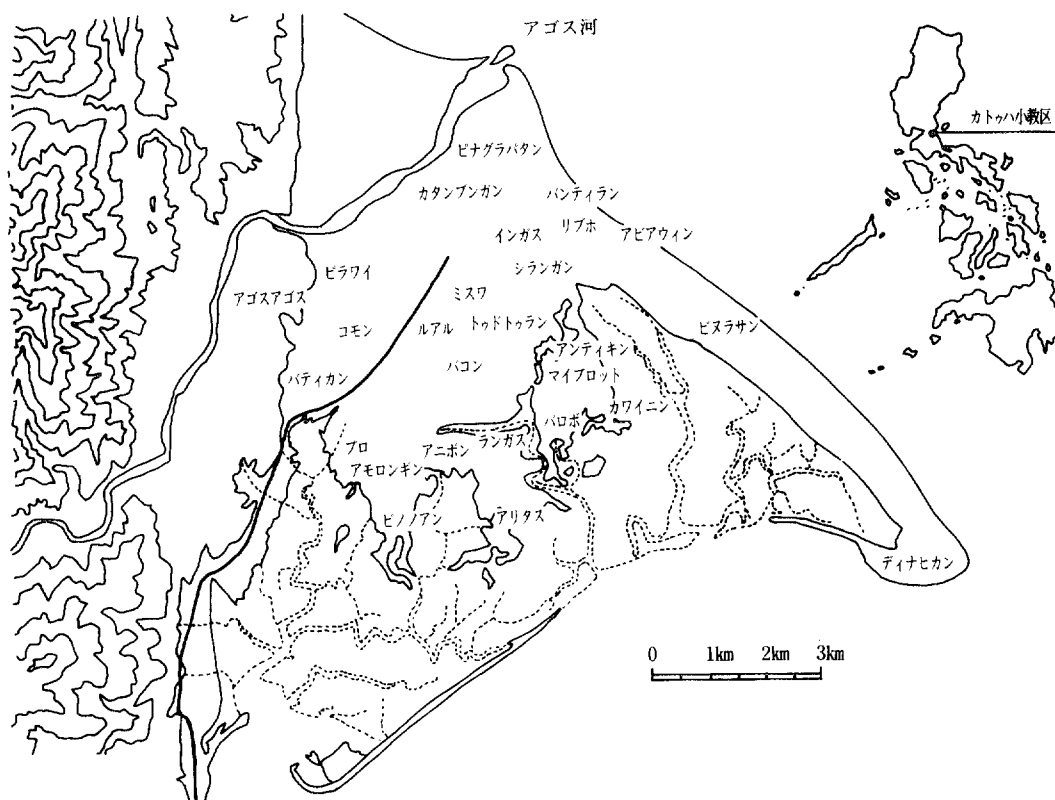 アゴス河
カトゥハ小教区
ビナグラパタン
カタンブンガン
バンティラン
リブホ
アビアウィン
インガス
シランガン
ビラワイ
アゴスアゴス
ミスワ
コモン
ルアル
トゥドトゥラン
ビヌラサン
アンティキン
バコン
マイブロット
バティカン
カワイニン
バロボ
ブロ
アニボン
ランガス
アモロンギン
ピノノアン
アリタス
ディナヒカン
0 1km 2km 3km